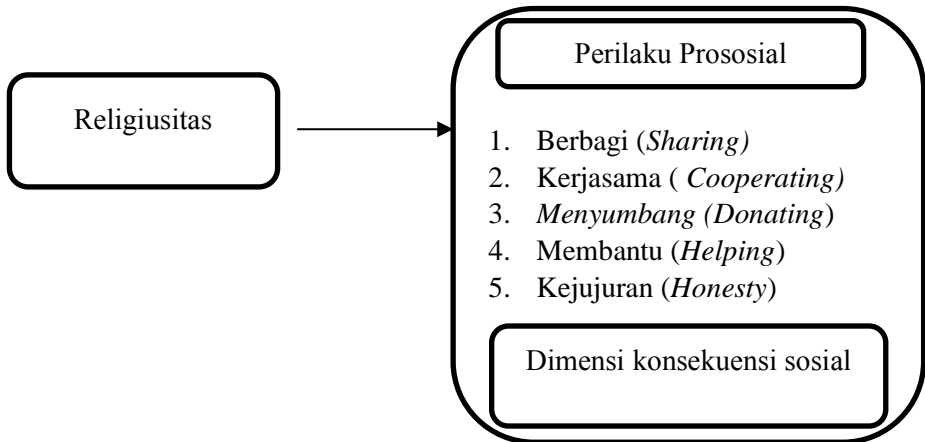 Religiusitas
Perilaku Prososial
1. Berbagi (Sharing)
2. Kerjasama ( Cooperating)
3. Menyumbang (Donating)
4. Membantu (Helping)
5. Kejujuran (Honesty)
Dimensi konsekuensi sosial